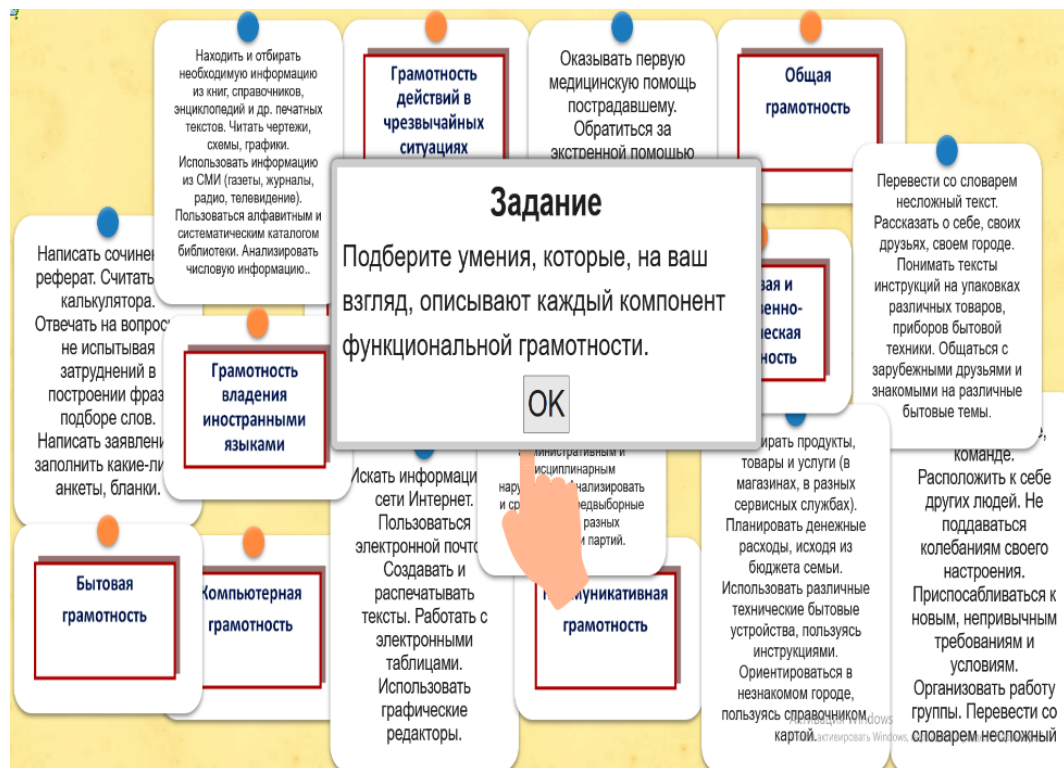 Находить и отбирать
необходимую информацию
из книг, справочников,
энциклопедий и др. печатных
текстов. Читать чертежи,
схемы, графики.
Использовать информацию
из СМИ (газеты, журналы,
радио, телевидение).
Пользоваться алфавитным и
систематическим каталогом
библиотеки. Анализировать
числовую информацию..
Грамотность
действий в
чрезвычайных
ситуациях
Оказывать первую
медицинскую помощь
пострадавшему.
Обратиться за
экстренной помощью
Общая
грамотность
Перевести со словарем
несложный текст.
Рассказать о себе, своих
друзьях, своем городе.
Понимать тексты
инструкций на упаковках
различных товаров,
приборов бытовой
техники. Общаться с
зарубежными друзьями и
знакомыми на различные
бытовые темы.
Задание
Подберите умения, которые, на ваш
взгляд, описывают каждый компонент
функциональной грамотности.
OK
Написать
реферат. Считать
калькулятора.
Отвечать на
не испытывая
затруднений в
построении фраз
подборе слов.
Написать
заполнить какие-ли
анкеты, бланки.
Грамотность
владения
иностранными
языками
Бытовая
грамотность
Компьютерная
грамотность
Искать
сети Интернет.
Пользоваться
электронной
Создавать и
распечатывать
тексты. Работать с
электронными
таблицами.
Использовать
графические
редакторы.
и
разных
партий.
грамотность
продукты,
товары и услуги (в
магазинах, в разных
сервисных службах).
Планировать денежные
расходы, исходя из
бюджета семьи.
Использовать различные
технические бытовые
устройства, пользуясь
инструкциями.
Ориентироваться в
незнакомом городе,
пользуясь справочником,
картой.
команде.
Расположить к себе
других людей. Не
поддаваться
колебаниям своего
настроения.
Приспосабливаться к
новым, непривычным
требованиям и
условиям.
Организовать работу
группы. Перевести со
словарем несложный
Активация Windows